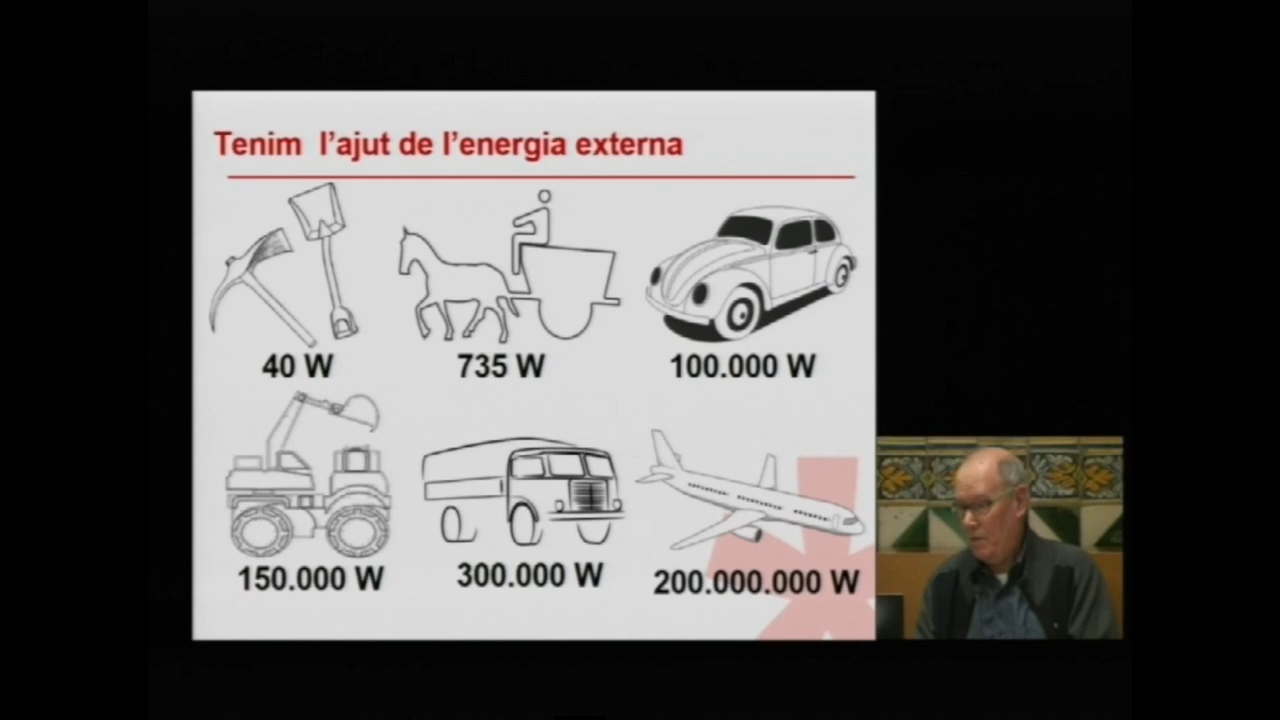 Tenim l'ajut de l'energia externa
40 W
735 W
100.000 W
150.000 W
300.000 W
200.000.000 W